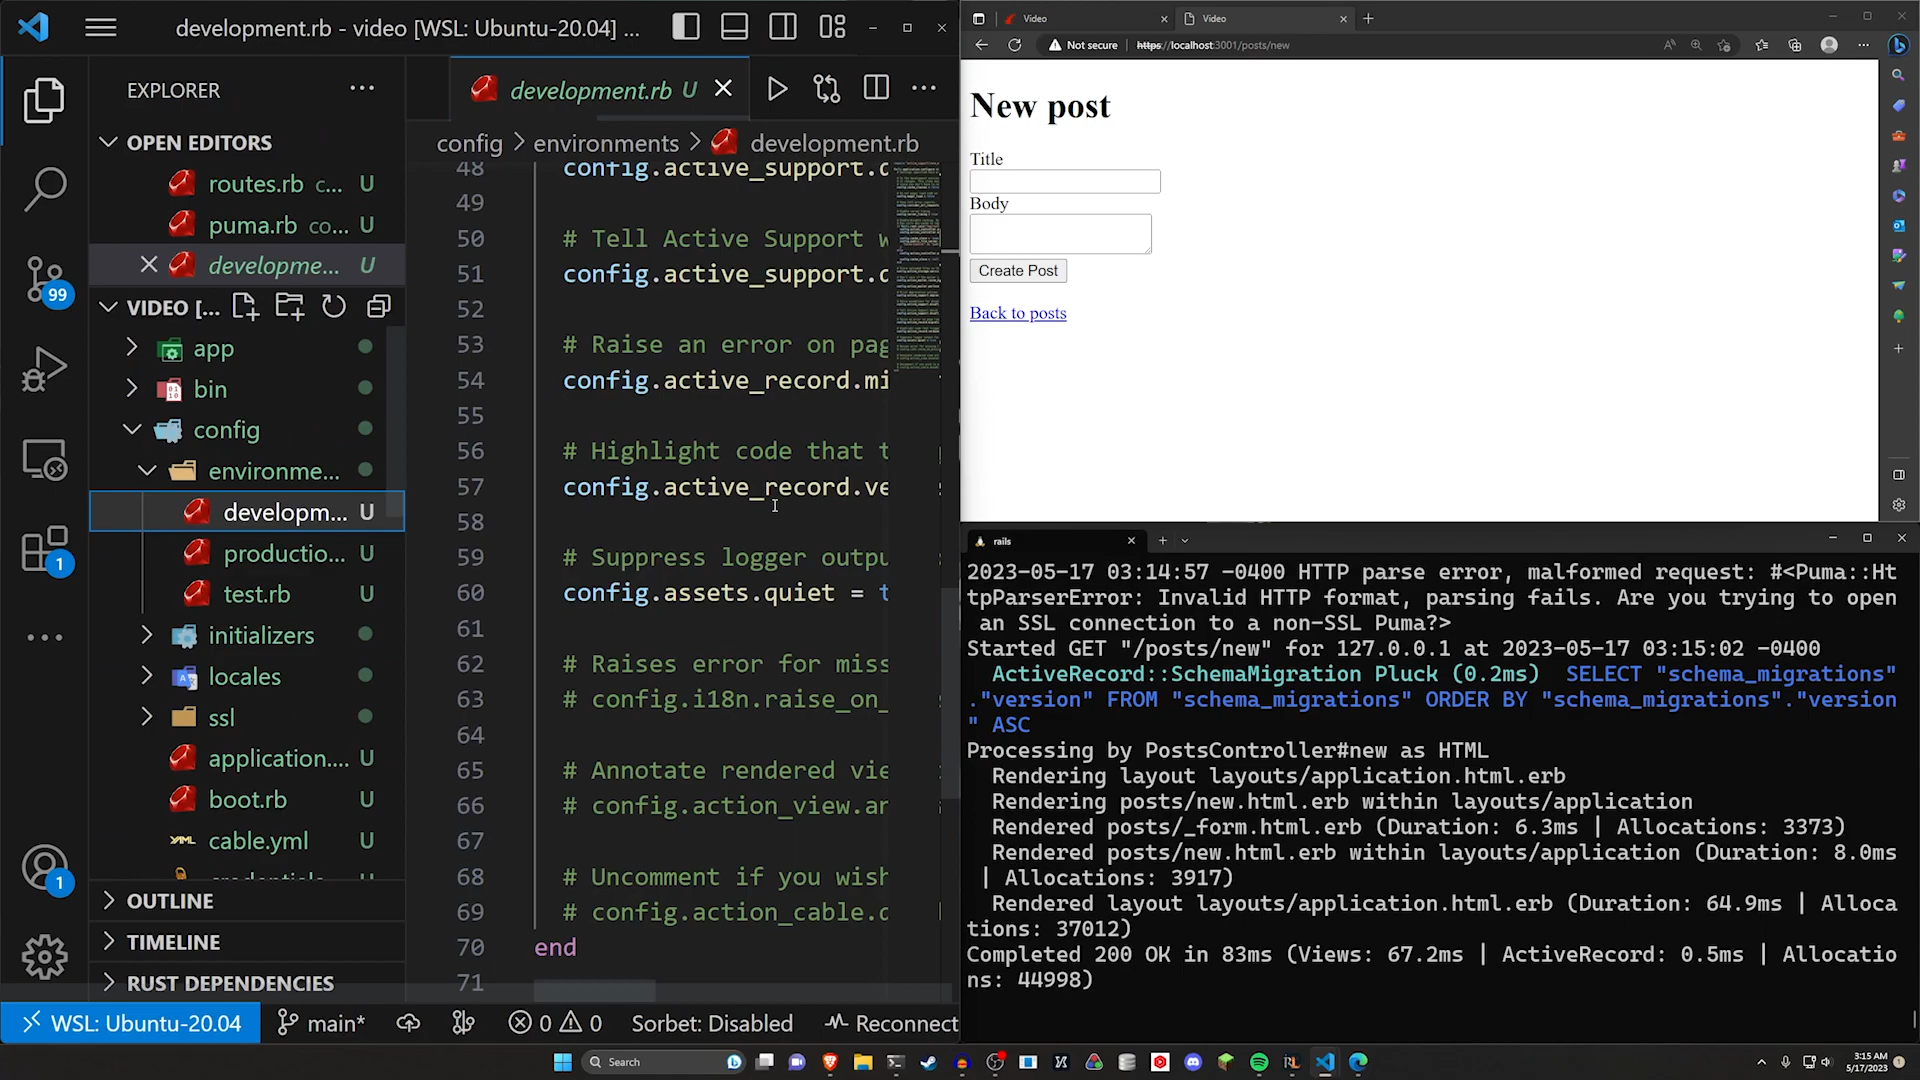 development.rb - video [WSL: Ubuntu-20.04] ...
EXPLORER
OPEN EDITORS
routes.rb c... U
puma.rb co... U
developme... U
VIDEO [...
app
bin
config
environme...
developm... U
productio... U
test.rb U
initializers
locales
ssl
application.... U
boot.rb U
cable.yml U
OUTLINE
TIMELINE
RUST DEPENDENCIES
99
1
1
development.rb U
config > environments > development.rb
48 config.active_support.d
49
50 # Tell Active Support w
51 config.active_support.d
52
53 # Raise an error on pag
54 config.active_record.mi
55
56 # Highlight code that t
57 config.active_record.ve
58
59 # Suppress logger outpu
60 config.assets.quiet = t
61
62 # Raises error for miss
63 # config.i18n.raise_on_
64
65 # Annotate rendered vie
66 # config.action_view.an
67
68 # Uncomment if you wish
69 # config.action_cable.d
70 end
71
WSL: Ubuntu-20.04 main* 0 0 Sorbet: Disabled Reconnect
Video
Video
Not secure https://localhost:3001/posts/new
New post
Title
Body
Create Post
Back to posts
rails
2023-05-17 03:14:57 -0400 HTTP parse error, malformed request: #<Puma::Ht
tpParserError: Invalid HTTP format, parsing fails. Are you trying to open
an SSL connection to a non-SSL Puma?>
Started GET "/posts/new" for 127.0.0.1 at 2023-05-17 03:15:02 -0400
ActiveRecord::SchemaMigration Pluck (0.2ms) SELECT "schema_migrations"
."version" FROM "schema_migrations" ORDER BY "schema_migrations"."version
" ASC
Processing by PostsController#new as HTML
Rendering layout layouts/application.html.erb
Rendering posts/new.html.erb within layouts/application
Rendered posts/_form.html.erb (Duration: 6.3ms | Allocations: 3373)
Rendered posts/new.html.erb within layouts/application (Duration: 8.0ms
| Allocations: 3917)
Rendered layout layouts/application.html.erb (Duration: 64.9ms | Alloca
tions: 37012)
Completed 200 OK in 83ms (Views: 67.2ms | ActiveRecord: 0.5ms | Allocatio
ns: 44998)
Search
3:15 AM
5/17/2023